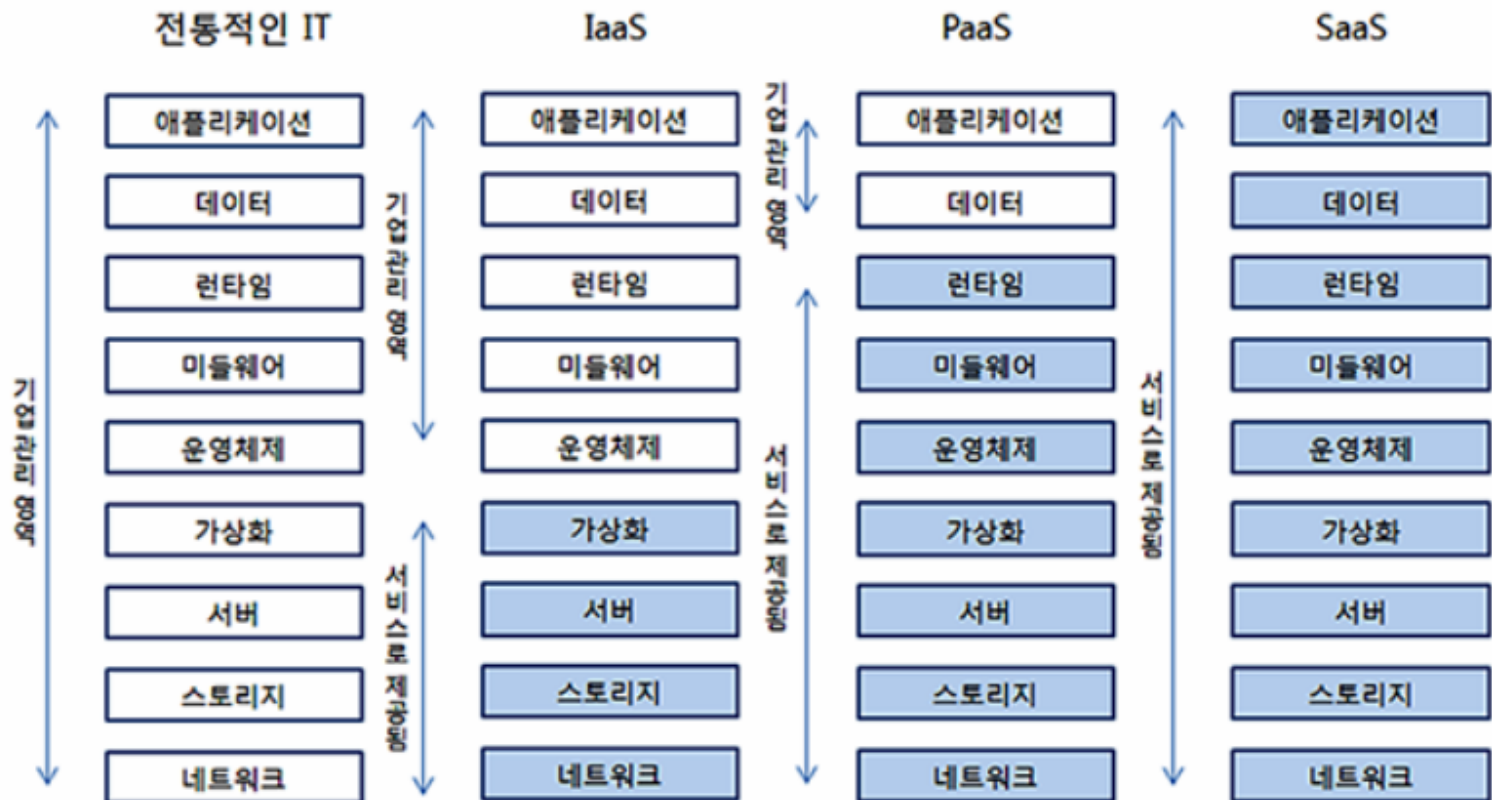 전통적인 IT
IaaS
PaaS
SaaS
기업관리 영역
애플리케이션
데이터
런타임
미들웨어
운영체제
가상화
서버
스토리지
네트워크
기업관리 영역
서비스로 제공됨
애플리케이션
데이터
런타임
미들웨어
운영체제
가상화
서버
스토리지
네트워크
기업관리 영역
서비스로 제공됨
애플리케이션
데이터
런타임
미들웨어
운영체제
가상화
서버
스토리지
네트워크
서비스로 제공됨
애플리케이션
데이터
런타임
미들웨어
운영체제
가상화
서버
스토리지
네트워크